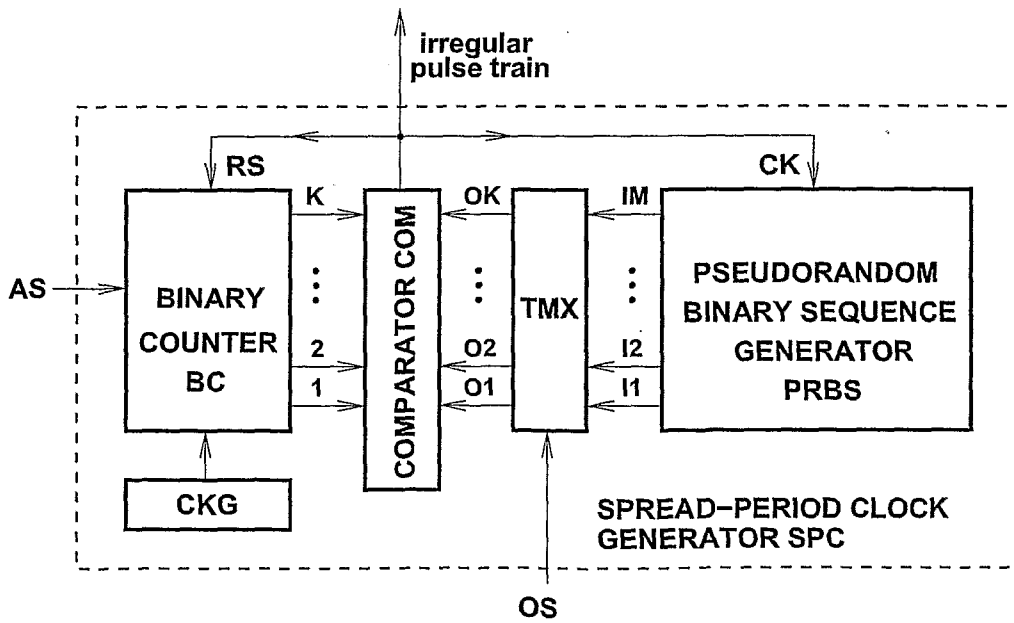 irregular
pulse train
RS
CK
K
OK
IM
AS
BINARY
COUNTER
BC
COMPARATOR COM
TMX
PSEUDORANDOM
BINARY SEQUENCE
GENERATOR
PRBS
2
O2
I2
1
O1
I1
CKG
SPREAD−PERIOD CLOCK
GENERATOR SPC
OS